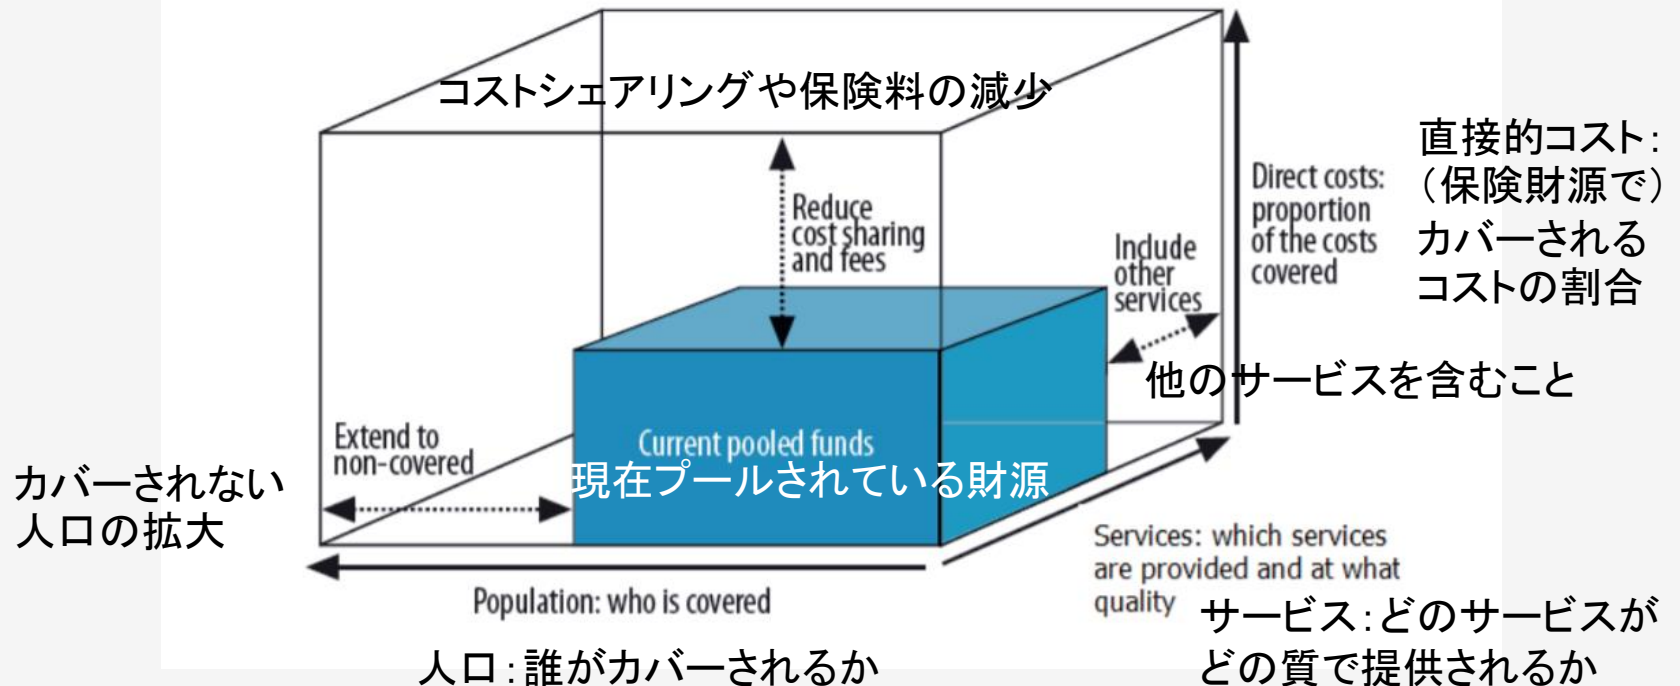 コストシェアリングや保険料の減少
Reduce
cost sharing
and fees
Direct costs:
proportion
of the costs
covered
直接的コスト：
（保険財源で）
カバーされる
コストの割合
Include
other
services
他のサービスを含むこと
Extend to
non-covered
カバーされない
人口の拡大
Current pooled funds
現在プールされている財源
Services: which services
are provided and at what
quality
サービス：どのサービスが
どの質で提供されるか
Population: who is covered
人口：誰がカバーされるか